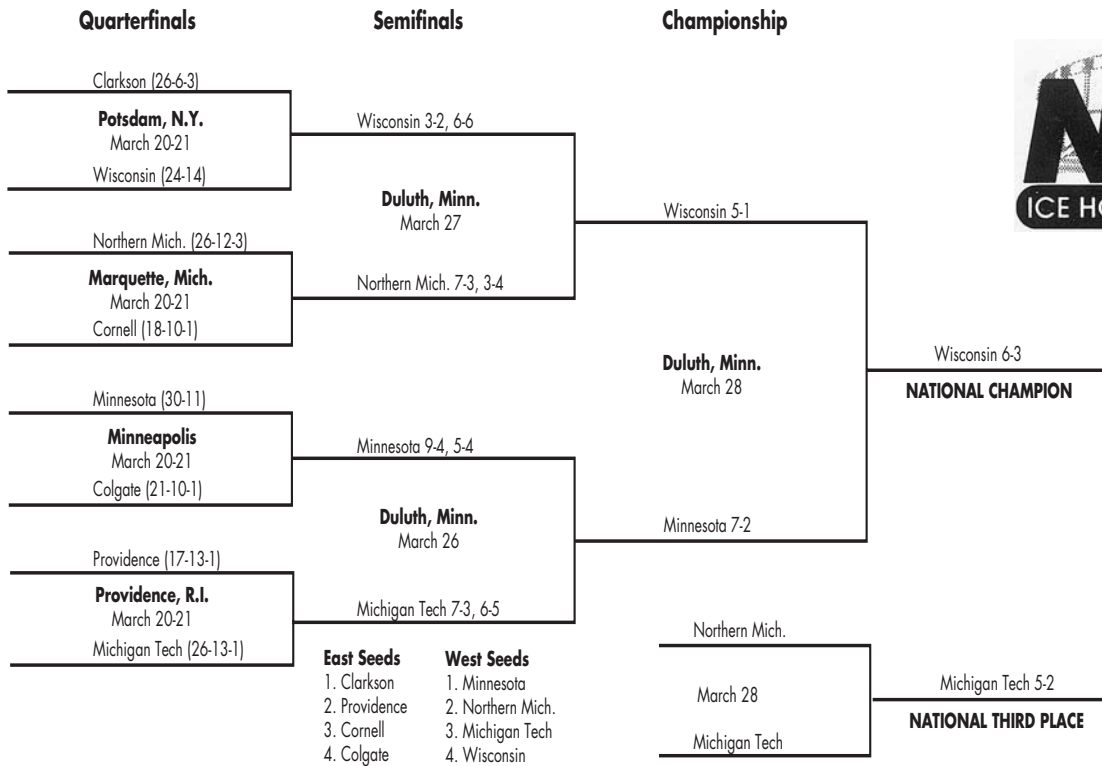 Quarterfinals
Semifinals
Championship
Clarkson (26-6-3)
Potsdam, N.Y.
March 20-21
Wisconsin (24-14)
Northern Mich. (26-12-3)
Marquette, Mich.
March 20-21
Cornell (18-10-1)
Minnesota (30-11)
Minneapolis
March 20-21
Colgate (21-10-1)
Providence (17-13-1)
Providence, R.I.
March 20-21
Michigan Tech (26-13-1)
Wisconsin 3-2, 6-6
Duluth, Minn.
March 27
Northern Mich. 7-3, 3-4
Minnesota 9-4, 5-4
Duluth, Minn.
March 26
Michigan Tech 7-3, 6-5
Wisconsin 5-1
Duluth, Minn.
March 28
Minnesota 7-2
Wisconsin 6-3
NATIONAL CHAMPION
East Seeds
1. Clarkson
2. Providence
3. Cornell
4. Colgate
West Seeds
1. Minnesota
2. Northern Mich.
3. Michigan Tech
4. Wisconsin
Northern Mich.
March 28
Michigan Tech
Michigan Tech 5-2
NATIONAL THIRD PLACE
ICE